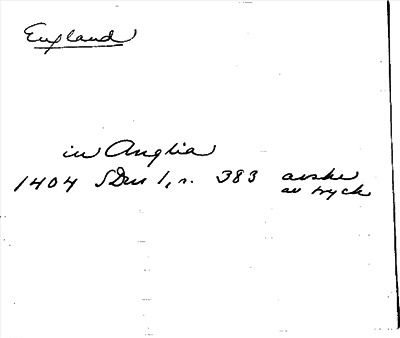 England
in Anglia
1404 SDns 1, s. 383 avskr
av tryck